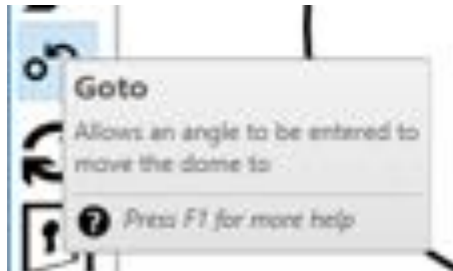 Goto
Allows an angle to be entered to
move the dome to
Press F1 for more help